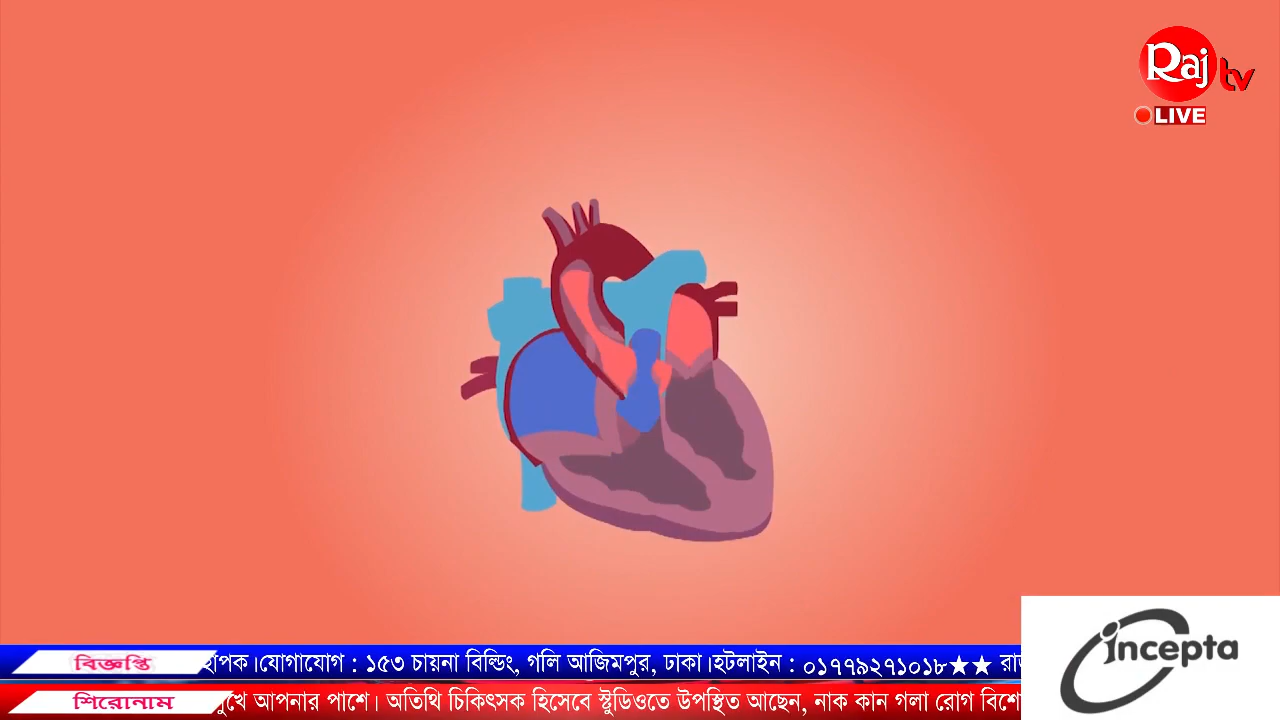 Raj tv
LIVE
incepta
বিজ্ঞপ্তি
যোগাযোগ : ১৫৩ চায়না বিল্ডিং, গলি আজিমপুর, ঢাকা। হটলাইন : ০১৭৭৯২৭১০১৮★★
শিরোনাম
আপনার পাশে। অতিথি চিকিৎসক হিসেবে স্টুডিওতে উপস্থিত আছেন, নাক কান গলা রোগ